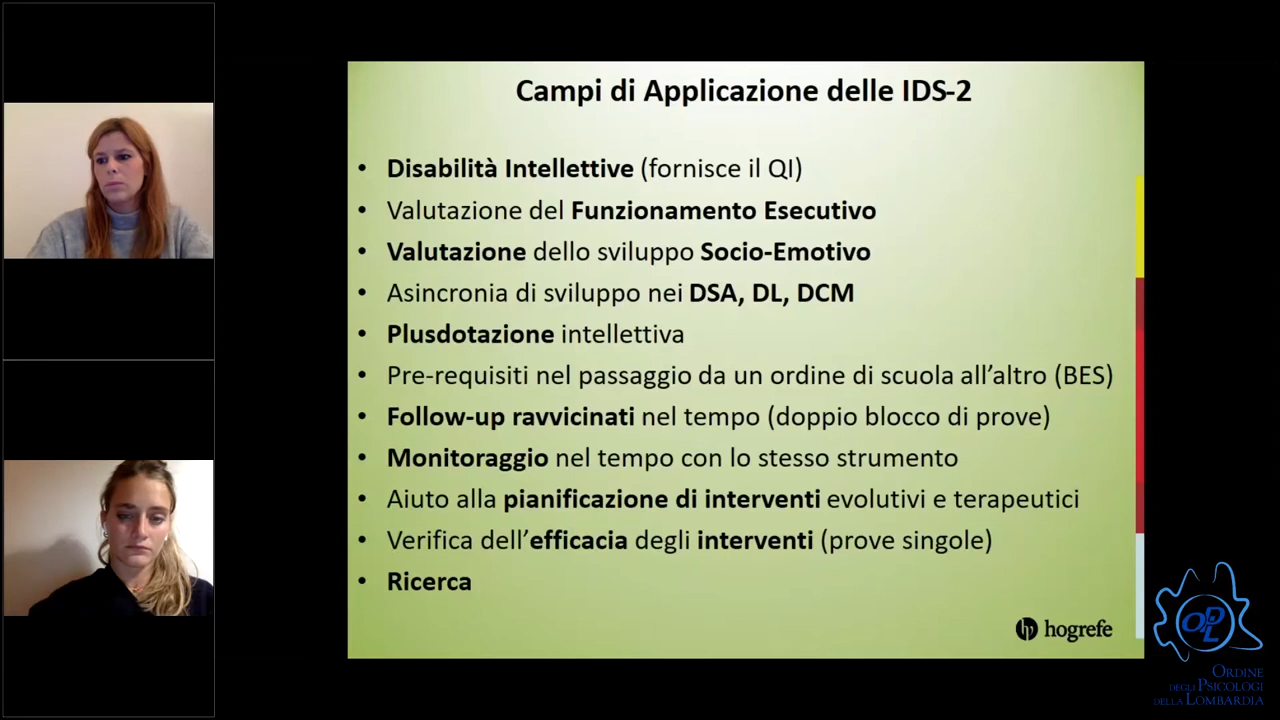 Campi di Applicazione delle IDS-2
• Disabilità Intellettive (fornisce il QI)
• Valutazione del Funzionamento Esecutivo
• Valutazione dello sviluppo Socio-Emotivo
• Asincronia di sviluppo nei DSA, DL, DCM
• Plusdotazione intellettiva
• Pre-requisiti nel passaggio da un ordine di scuola all’altro (BES)
• Follow-up ravvicinati nel tempo (doppio blocco di prove)
• Monitoraggio nel tempo con lo stesso strumento
• Aiuto alla pianificazione di interventi evolutivi e terapeutici
• Verifica dell’efficacia degli interventi (prove singole)
• Ricerca
hogrefe
OPL
ORDINE
DEGLI PSICOLOGI
DELLA LOMBARDIA